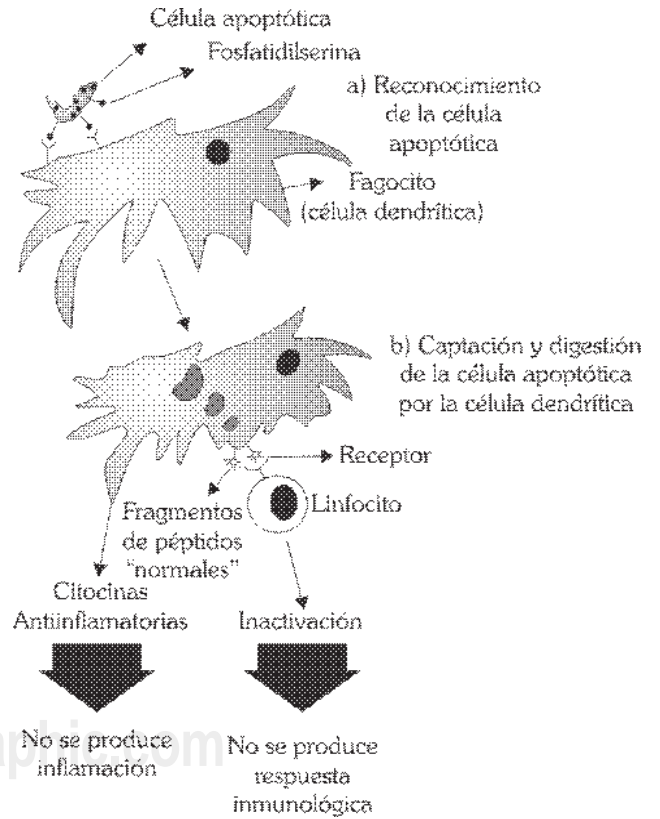 Célula apoptótica
Fosfatidilserina
a) Reconocimiento
de la célula
apoptótica
Fagocito
(célula dendrítica)
b) Captación y digestión
de la célula apoptótica
por la célula dendrítica
Receptor
Linfocito
Fragmentos
de péptidos
"normales"
Citocinas
Antiinflamatorias
Inactivación
No se produce
inflamación
No se produce
respuesta
inmunológica
aphic.com